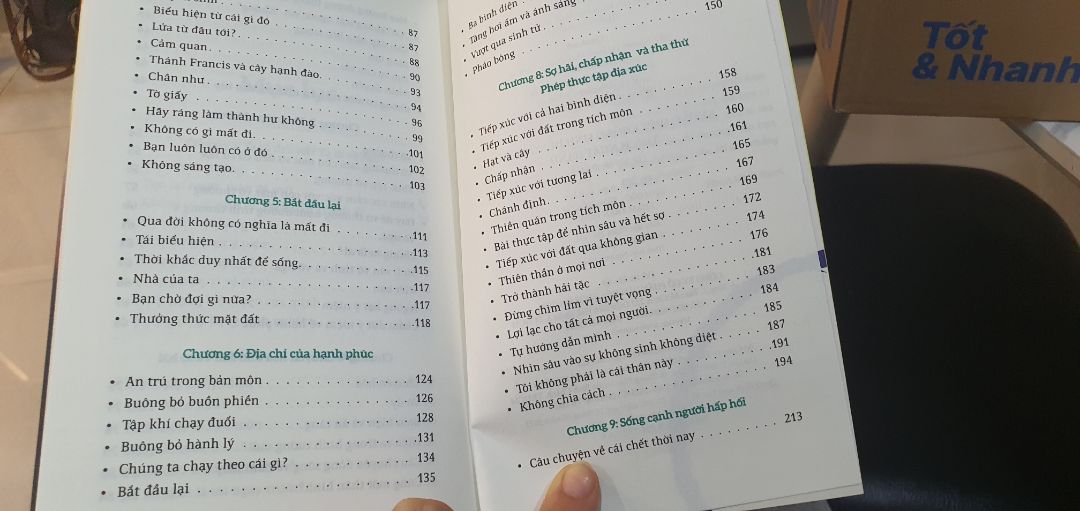 Biểu hiện từ cái gì đó . . . 87
Lửa từ đâu tới? . . . 87
Cảm quan . . . 88
Thánh Francis và cây hạnh đào. . . . 90
Chân như . . . 93
Tờ giấy . . . 94
Hãy ráng làm thành hư không . . . 96
Không có gì mất đi. . . . 99
Bạn luôn luôn có ở đó . . . 101
Không sáng tạo. . . . 102
103
Chương 5: Bắt đầu lại
Qua đời không có nghĩa là mất đi . . . 111
Tái biểu hiện . . . 113
Thời khắc duy nhất để sống. . . . 115
Nhà của ta . . . 117
Bạn chờ đợi gì nữa? . . . 117
Thưởng thức mặt đất . . . 118
Chương 6: Địa chỉ của hạnh phúc
An trú trong bản môn . . . 124
Buông bỏ buồn phiền . . . 126
Tập khí chạy đuổi . . . 128
Buông bỏ hành lý . . . 131
Chúng ta chạy theo cái gì? . . . 134
Bắt đầu lại . . . 135
Ba bình diện
Tặng hơi ấm và ánh sáng
Vượt qua sinh tử . . . 150
Pháo bông . . .
Chương 8: Sợ hãi, chấp nhận và tha thứ
Phép thực tập địa xúc
Tiếp xúc với cả hai bình diện . . . 158
Tiếp xúc với đất trong tích môn . . . 159
Hạt và cây . . . 160
Chấp nhận . . . 161
Tiếp xúc với tương lai . . . 165
Chánh định. . . . 167
Thiên quán trong tích môn . . . 169
Bài thực tập để nhìn sâu và hết sợ . . . 172
Tiếp xúc với đất qua không gian . . . 174
Thiên thần ở mọi nơi . . . 176
Trở thành hải tặc . . . 181
Đừng chìm lỉm vì tuyệt vọng . . . 183
Lợi lạc cho tất cả mọi người. . . . 184
Tự hướng dẫn mình . . . 185
Nhìn sâu vào sự không sinh không diệt . . . 187
Tôi không phải là cái thân này . . . 191
Không chia cách . . . 194
Chương 9: Sống cạnh người hấp hối
Câu chuyện về cái chết thời nay . . . 213
Tốt
& Nhanh